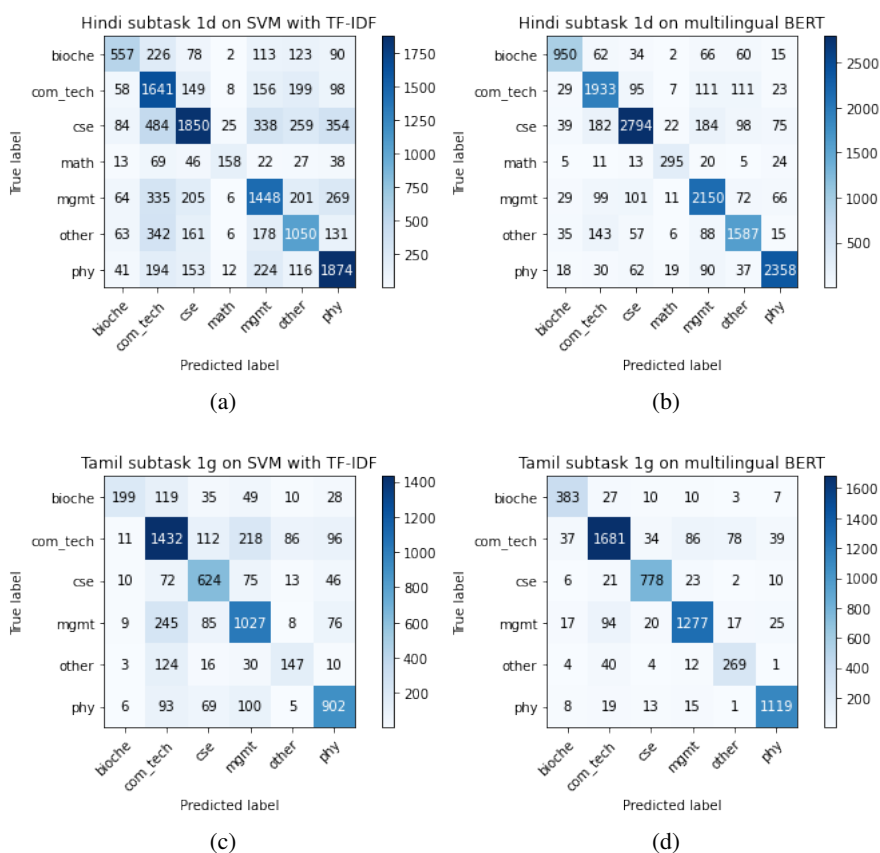 Hindi subtask 1d on SVM with TF-IDF
bioche 557 226 78 2 113 123 90
com_tech 58 1641 149 8 156 199 98
cse 84 484 1850 25 338 259 354
math 13 69 46 158 22 27 38
mgmt 64 335 205 6 1448 201 269
other 63 342 161 6 178 1050 131
phy 41 194 153 12 224 116 1874
bioche com_tech cse math mgmt other phy
True label
Predicted label
1750
1500
1250
1000
750
500
250
(a)
Hindi subtask 1d on multilingual BERT
bioche 950 62 34 2 66 60 15
com_tech 29 1933 95 7 111 111 23
cse 39 182 2794 22 184 98 75
math 5 11 13 295 20 5 24
mgmt 29 99 101 11 2150 72 66
other 35 143 57 6 88 1587 15
phy 18 30 62 19 90 37 2358
bioche com_tech cse math mgmt other phy
True label
Predicted label
2500
2000
1500
1000
500
(b)
Tamil subtask 1g on SVM with TF-IDF
bioche 199 119 35 49 10 28
com_tech 11 1432 112 218 86 96
cse 10 72 624 75 13 46
mgmt 9 245 85 1027 8 76
other 3 124 16 30 147 10
phy 6 93 69 100 5 902
bioche com_tech cse mgmt other phy
True label
Predicted label
1400
1200
1000
800
600
400
200
(c)
Tamil subtask 1g on multilingual BERT
bioche 383 27 10 10 3 7
com_tech 37 1681 34 86 78 39
cse 6 21 778 23 2 10
mgmt 17 94 20 1277 17 25
other 4 40 4 12 269 1
phy 8 19 13 15 1 1119
bioche com_tech cse mgmt other phy
True label
Predicted label
1600
1400
1200
1000
800
600
400
200
(d)